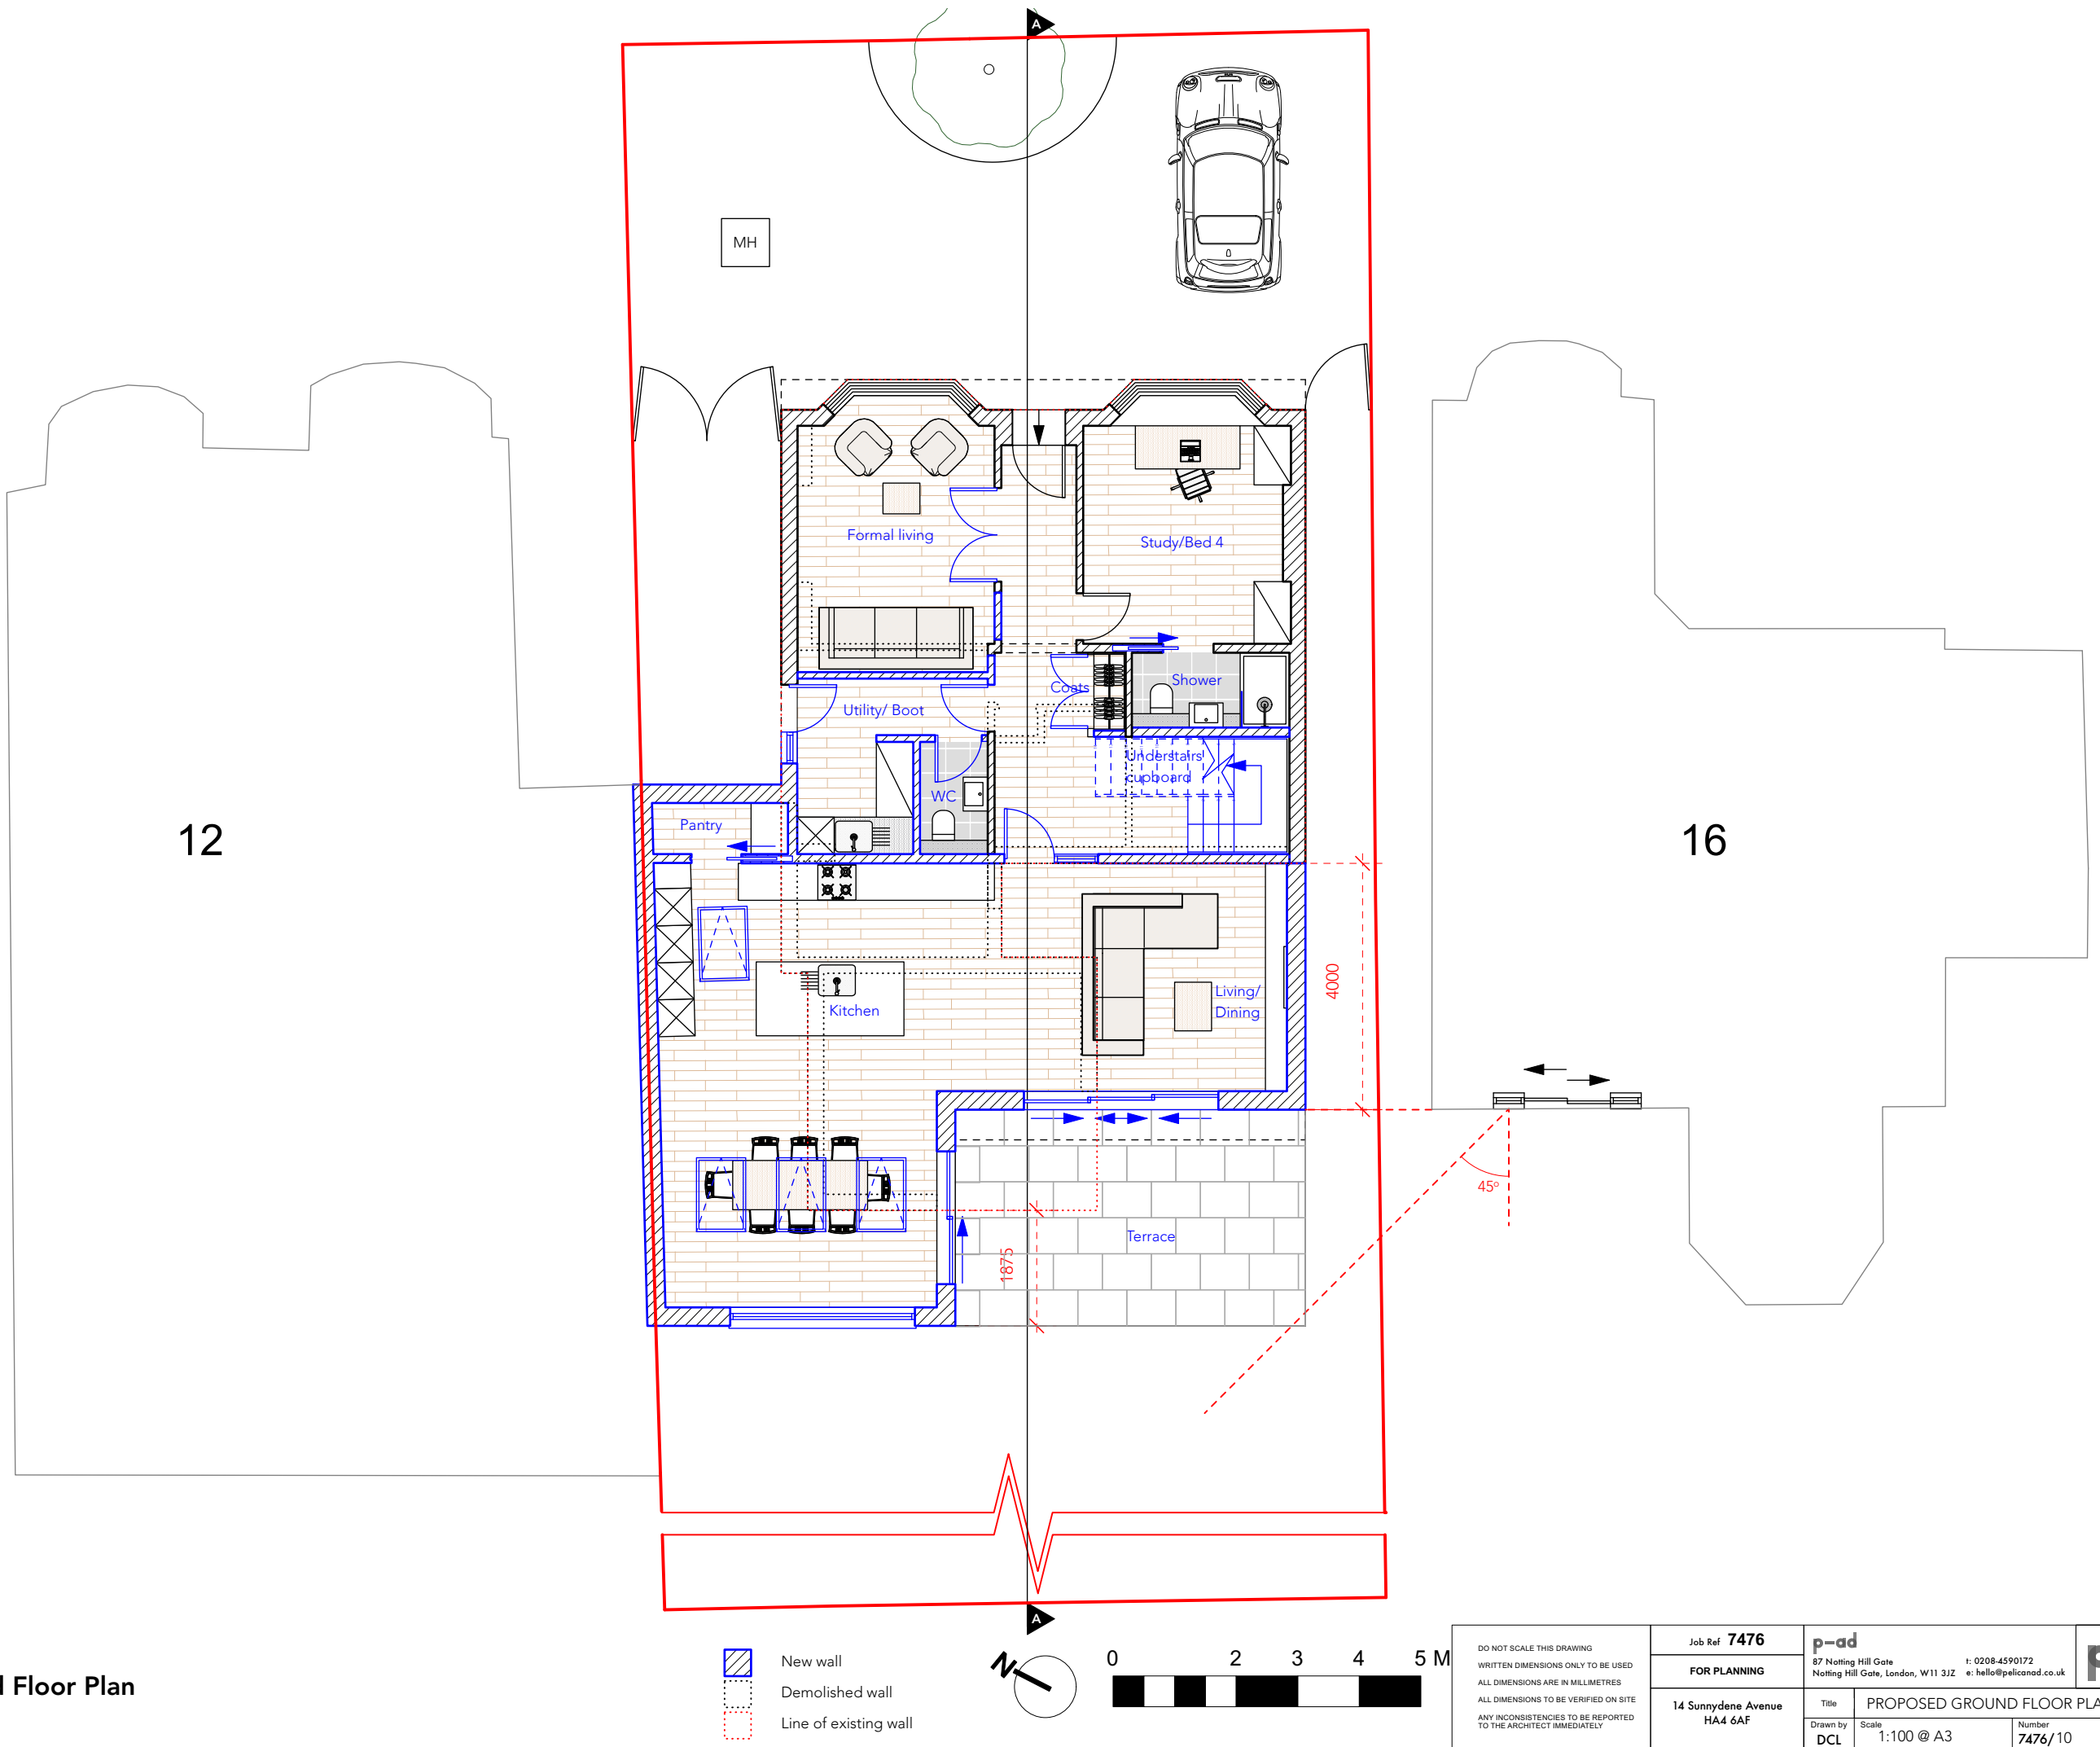 A
MH
Formal living
Study/Bed 4
Coats
Shower
Utility/ Boot
Understairs
cupboard
WC
Pantry
12
16
4000
Living/
Dining
Kitchen
45°
Terrace
1875
A
Floor Plan
New wall
Demolished wall
Line of existing wall
N
0 2 3 4 5 M
DO NOT SCALE THIS DRAWING
WRITTEN DIMENSIONS ONLY TO BE USED
ALL DIMENSIONS ARE IN MILLIMETRES
ALL DIMENSIONS TO BE VERIFIED ON SITE
ANY INCONSISTENCIES TO BE REPORTED
TO THE ARCHITECT IMMEDIATELY
Job Ref 7476
FOR PLANNING
14 Sunnydene Avenue
HA4 6AF
p-ad
87 Notting Hill Gate t: 0208-4590172
Notting Hill Gate, London, W11 3JZ e: hello@pelicanad.co.uk
Title PROPOSED GROUND FLOOR PLA
Drawn by
DCL
Scale
1:100 @ A3
Number
7476/10